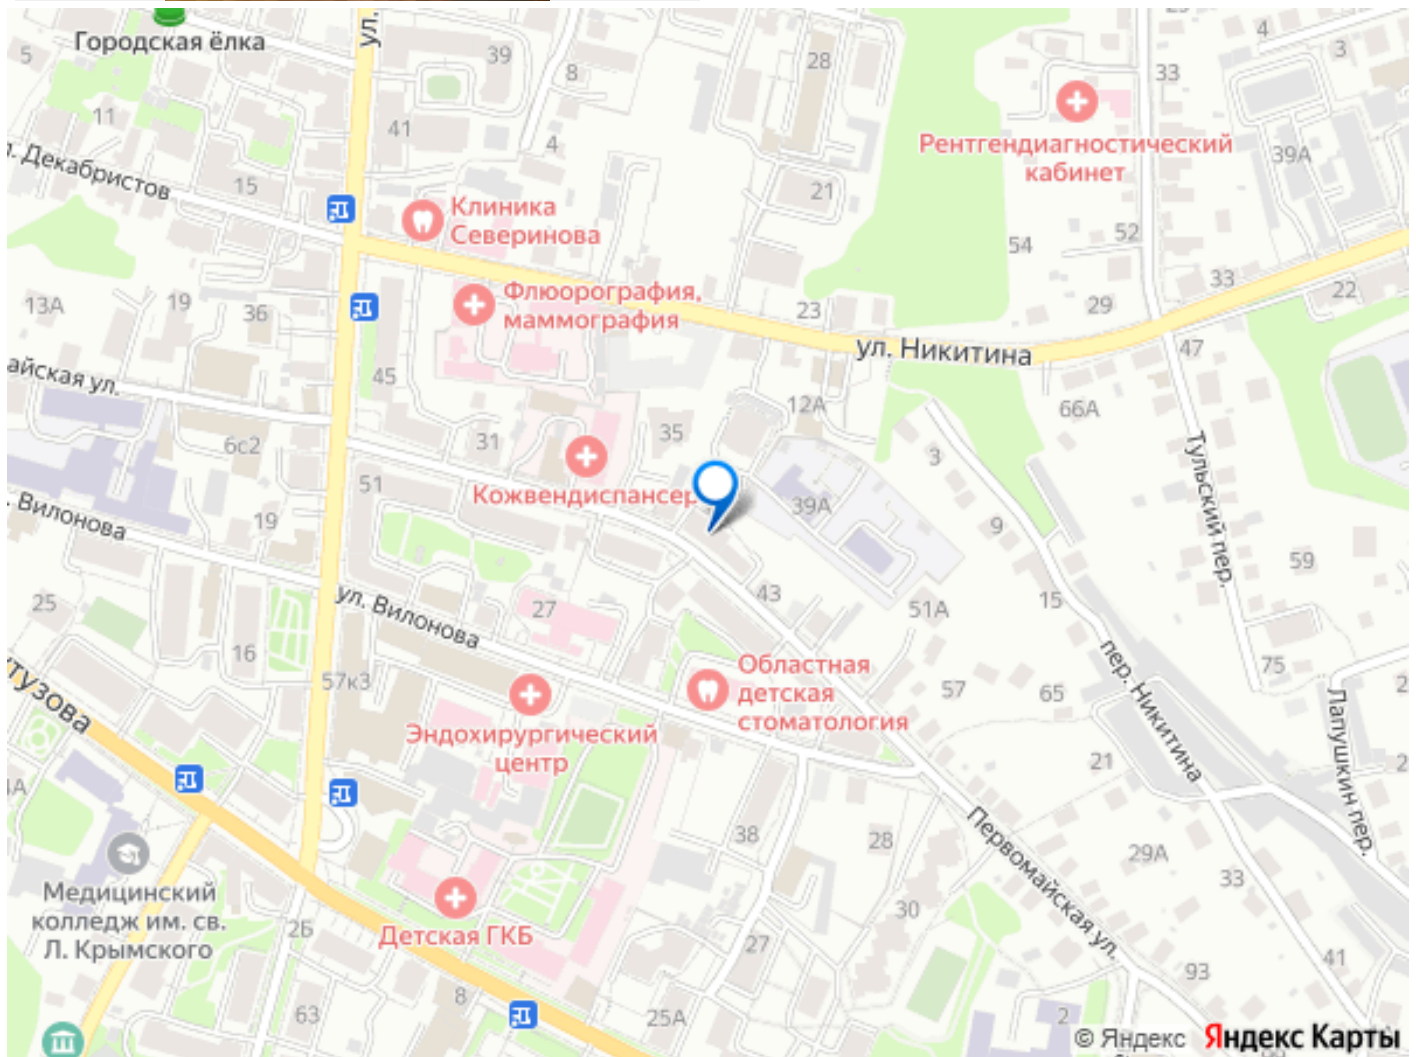 Городская ёлка
ул.
39
8
28
4
3
33
5
11
41
4
21
Рентгендиагностический
кабинет
39А
л. Декабристов
15
Клиника
Северинова
54
52
33
22
13А
19
36
Флюорография,
маммография
23
29
ул. Никитина
47
айская ул.
45
12А
66А
6с2
31
35
3
Кожвендиспансер
51
39А
9
Тульский пер.
. Вилонова
19
59
25
ул. Вилонова
27
43
51А
15
16
57к3
Областная
детская
стоматология
57
65
75
пер. Никитина
Лапушкин пер.
2
тузова
Эндохирургический
центр
21
2
Медицинский
колледж им. св.
Л. Крымского
38
28
Первомайская ул.
29А
33
30
Детская ГКБ
26
27
93
41
8
63
25А
2
© Яндекс Яндекс Карты